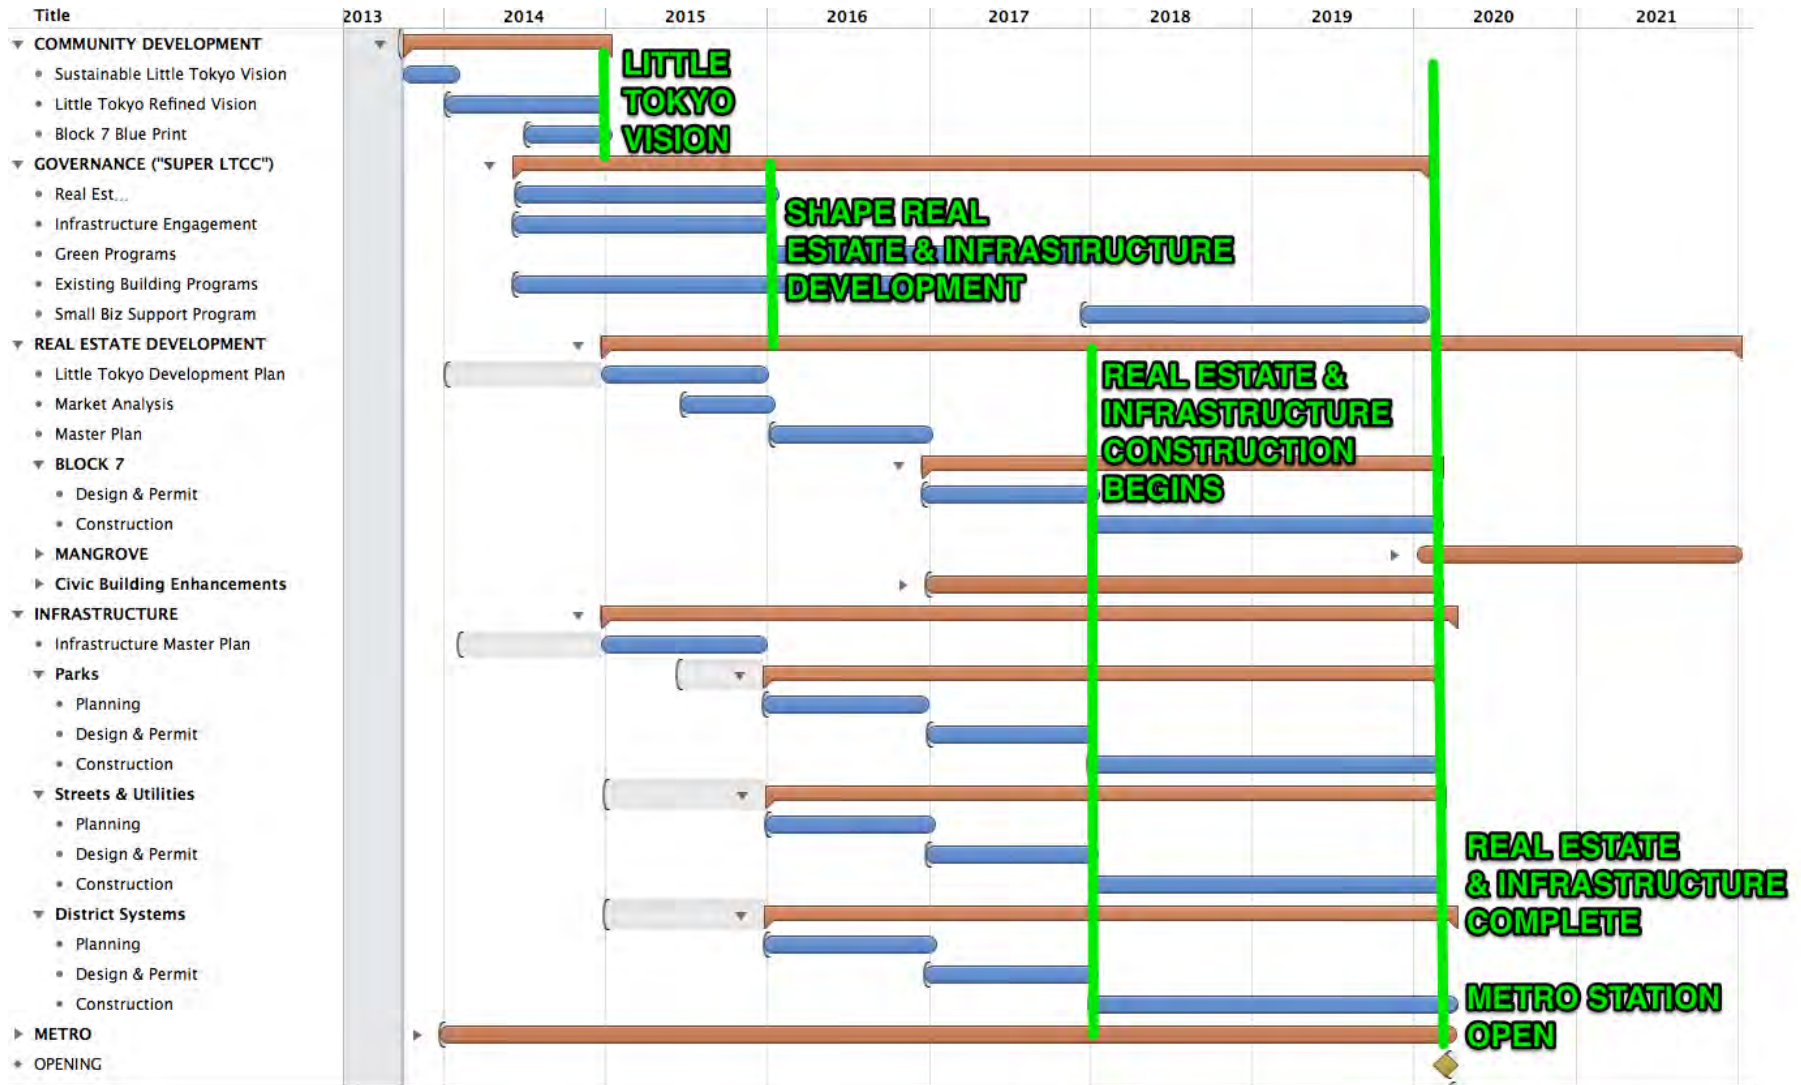 Title 2013 2014 2015 2016 2017 2018 2019 2020 2021
COMMUNITY DEVELOPMENT
Sustainable Little Tokyo Vision
Little Tokyo Refined Vision
Block 7 Blue Print
LITTLE
TOKYO
VISION
GOVERNANCE ("SUPER LTCC")
Real Est...
Infrastructure Engagement
Green Programs
Existing Building Programs
Small Biz Support Program
SHAPE REAL
ESTATE & INFRASTRUCTURE
DEVELOPMENT
REAL ESTATE DEVELOPMENT
Little Tokyo Development Plan
Market Analysis
Master Plan
BLOCK 7
Design & Permit
Construction
REAL ESTATE &
INFRASTRUCTURE
CONSTRUCTION
BEGINS
MANGROVE
Civic Building Enhancements
INFRASTRUCTURE
Infrastructure Master Plan
Parks
Planning
Design & Permit
Construction
Streets & Utilities
Planning
Design & Permit
Construction
District Systems
Planning
Design & Permit
Construction
REAL ESTATE
& INFRASTRUCTURE
COMPLETE
METRO STATION
OPEN
METRO
OPENING